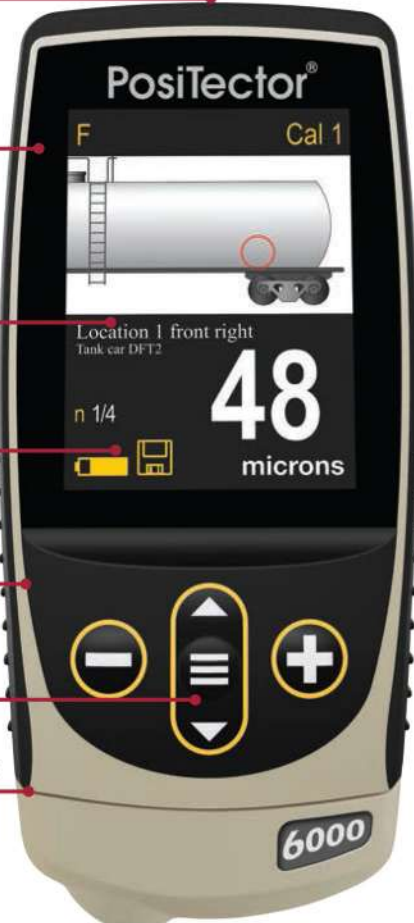 PosiTector®
F Cal 1
Location 1 front right
Tank car DFT2
48
n 1/4
microns
6000